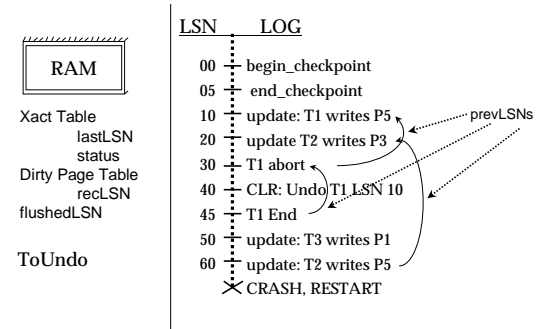 RAM
Xact Table
lastLSN
status
Dirty Page Table
recLSN
flushedLSN
ToUndo
LSN LOG
00 begin_checkpoint
05 end_checkpoint
10 update: T1 writes P5
20 update T2 writes P3
30 T1 abort
40 CLR: Undo T1 LSN 10
45 T1 End
50 update: T3 writes P1
60 update: T2 writes P5
CRASH, RESTART
prevLSNs